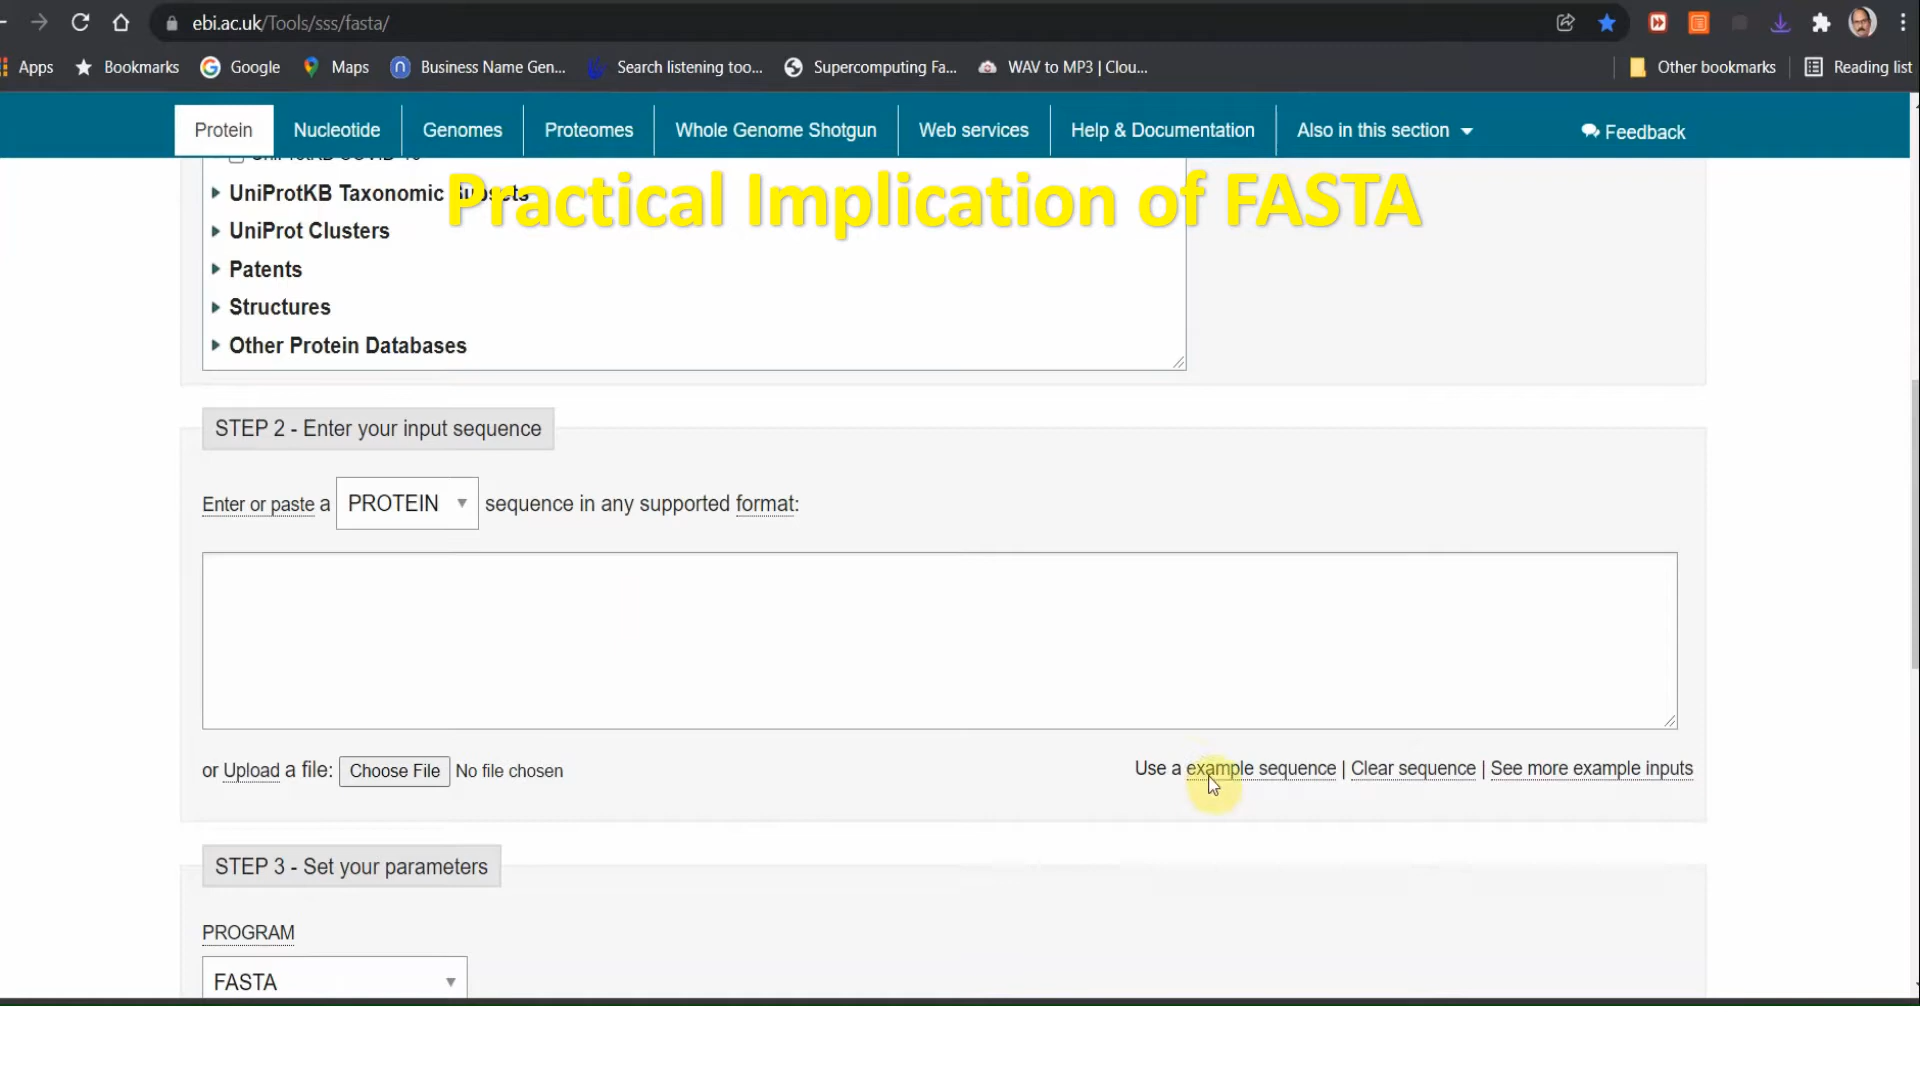 ebi.ac.uk/Tools/sss/fasta/
Apps Bookmarks Google Maps Business Name Gen... Search listening too... Supercomputing Fa... WAV to MP3 | Clou... Other bookmarks Reading list
Protein Nucleotide Genomes Proteomes Whole Genome Shotgun Web services Help & Documentation Also in this section Feedback
UniProtKB Taxonomic Subsets
Practical Implication of FASTA
UniProt Clusters
Patents
Structures
Other Protein Databases
STEP 2 - Enter your input sequence
Enter or paste a PROTEIN sequence in any supported format:
or Upload a file: Choose File No file chosen Use a example sequence | Clear sequence | See more example inputs
STEP 3 - Set your parameters
PROGRAM
FASTA